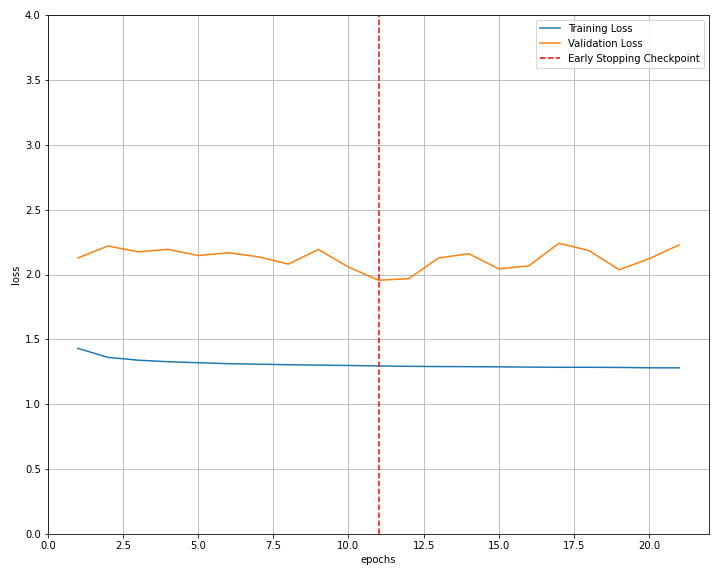 4.0
3.5
3.0
2.5
2.0
1.5
1.0
0.5
0.0
loss
Training Loss
Validation Loss
Early Stopping Checkpoint
0.0 2.5 5.0 7.5 10.0 12.5 15.0 17.5 20.0
epochs